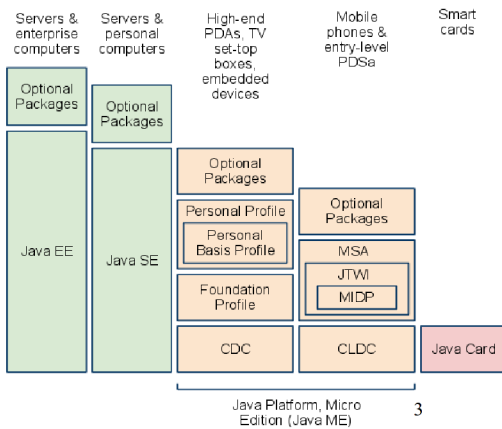 Servers &
enterprise
computers
Servers &
personal
computers
High-end
PDAs, TV
set-top
boxes,
embedded
devices
Mobile
phones &
entry-level
PDSa
Smart
cards
Optional
Packages
Java EE
Optional
Packages
Java SE
Optional
Packages
Personal Profile
Personal
Basis Profile
Foundation
Profile
CDC
Optional
Packages
MSA
JTWI
MIDP
CLDC
Java Card
Java Platform, Micro
Edition (Java ME)
3